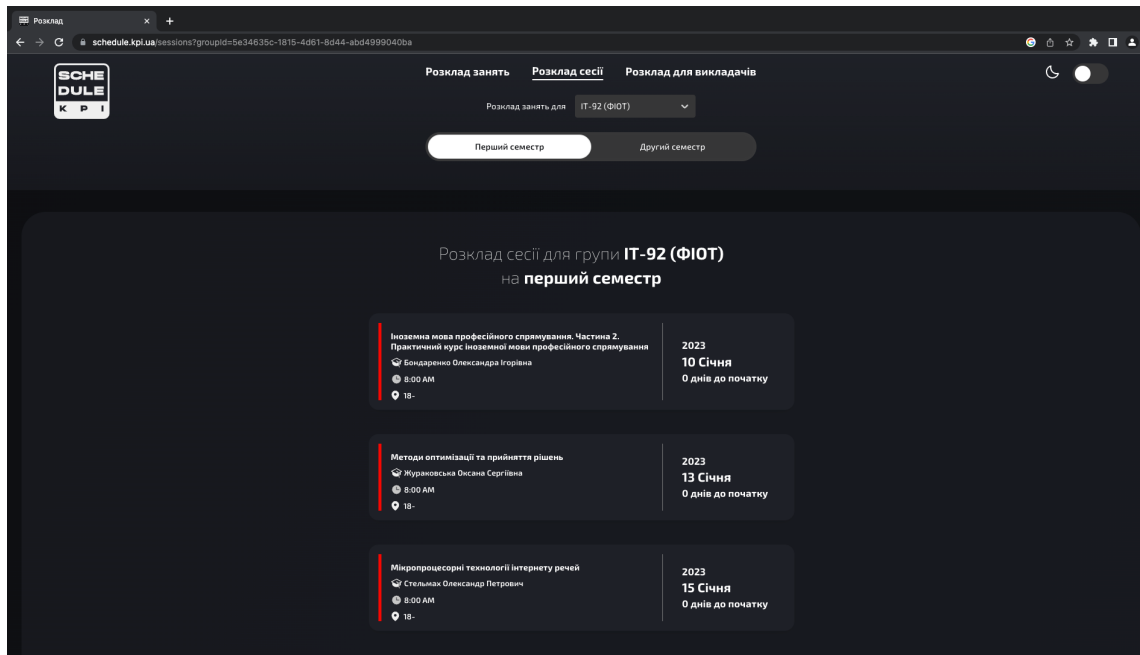 Розклад
schedule.kpi.ua/sessions?groupId=5e34635c-1815-4d61-8d44-abd4999040ba
SCHE
DULE
KPI
Розклад занять Розклад сесії Розклад для викладачів
Розклад занять для ІТ-92 (ФІОТ)
Перший семестр Другий семестр
Розклад сесії для групи ІТ-92 (ФІОТ)
на перший семестр
Іноземна мова професійного спрямування. Частина 2.
Практичний курс іноземної мови професійного спрямування
Бондаренко Олександра Ігорівна
8:00 AM
18-
2023
10 Січня
0 днів до початку
Методи оптимізації та прийняття рішень
Жураковська Оксана Сергіївна
8:00 AM
18-
2023
13 Січня
0 днів до початку
Мікропроцесорні технології інтернету речей
Стельмах Олександр Петрович
8:00 AM
18-
2023
15 Січня
0 днів до початку